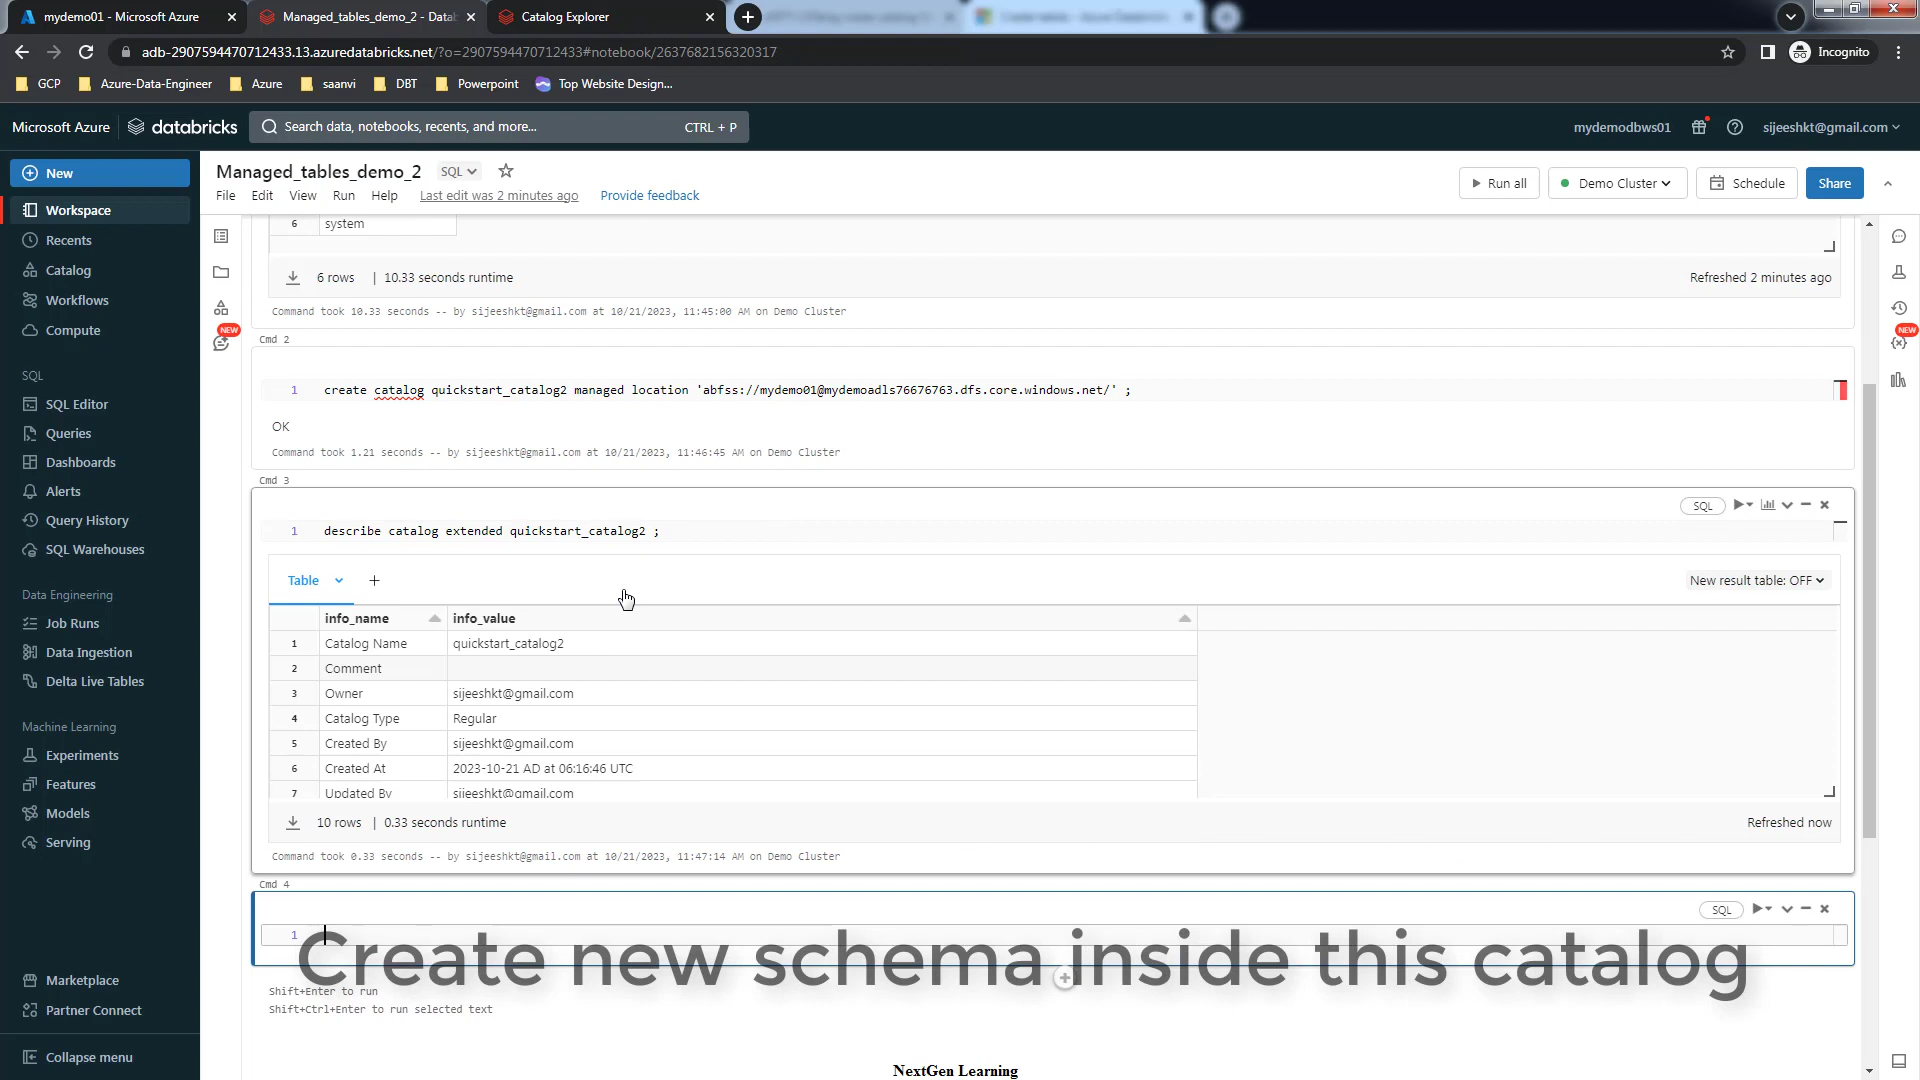 mydemo01 - Microsoft Azure
Managed_tables_demo_2 - Datab
Catalog Explorer
adb-2907594470712433.13.azuredatabricks.net/?o=2907594470712433#notebook/2637682156320317
Incognito
GCP
Azure-Data-Engineer
Azure
saanvi
DBT
Powerpoint
Top Website Design...
Microsoft Azure
databricks
Search data, notebooks, recents, and more...
CTRL + P
mydemodbws01
sijeeshkt@gmail.com
New
Workspace
Recents
Catalog
Workflows
Compute
SQL
SQL Editor
Queries
Dashboards
Alerts
Query History
SQL Warehouses
Data Engineering
Job Runs
Data Ingestion
Delta Live Tables
Machine Learning
Experiments
Features
Models
Serving
Marketplace
Partner Connect
Collapse menu
Managed_tables_demo_2
SQL
File
Edit
View
Run
Help
Last edit was 2 minutes ago
Provide feedback
Run all
Demo Cluster
Schedule
Share
NEW
NEW
6 system
6 rows | 10.33 seconds runtime
Refreshed 2 minutes ago
Command took 10.33 seconds -- by sijeeshkt@gmail.com at 10/21/2023, 11:45:00 AM on Demo Cluster
Cmd 2
1 create catalog quickstart_catalog2 managed location 'abfss://mydemo01@mydemoadls76676763.dfs.core.windows.net/' ;
OK
Command took 1.21 seconds -- by sijeeshkt@gmail.com at 10/21/2023, 11:46:45 AM on Demo Cluster
Cmd 3
SQL
1 describe catalog extended quickstart_catalog2 ;
Table
New result table: OFF
info_name info_value
1 Catalog Name quickstart_catalog2
2 Comment
3 Owner sijeeshkt@gmail.com
4 Catalog Type Regular
5 Created By sijeeshkt@gmail.com
6 Created At 2023-10-21 AD at 06:16:46 UTC
7 Updated By sijeeshkt@gmail.com
10 rows | 0.33 seconds runtime
Refreshed now
Command took 0.33 seconds -- by sijeeshkt@gmail.com at 10/21/2023, 11:47:14 AM on Demo Cluster
Cmd 4
SQL
1
Create new schema inside this catalog
Shift+Enter to run
Shift+Ctrl+Enter to run selected text
NextGen Learning